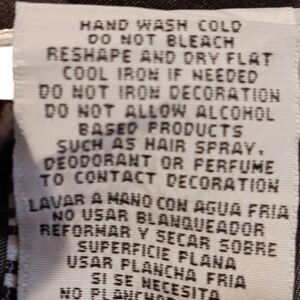 HAND WASH COLD
DO NOT BLEACH
RESHAPE AND DRY FLAT
COOL IRON IF NEEDED
DO NOT IRON DECORATION
DO NOT ALLOW ALCOHOL
BASED PRODUCTS
SUCH AS HAIR SPRAY,
DEODORANT OR PERFUME
TO CONTACT DECORATION
LAVAR A MANO CON AGUA FRIA
NO USAR BLANQUEADOR
REFORMAR Y SECAR SOBRE
SUPERFICIE PLANA
USAR PLANCHA FRIA
SI SE NECESITA
NO